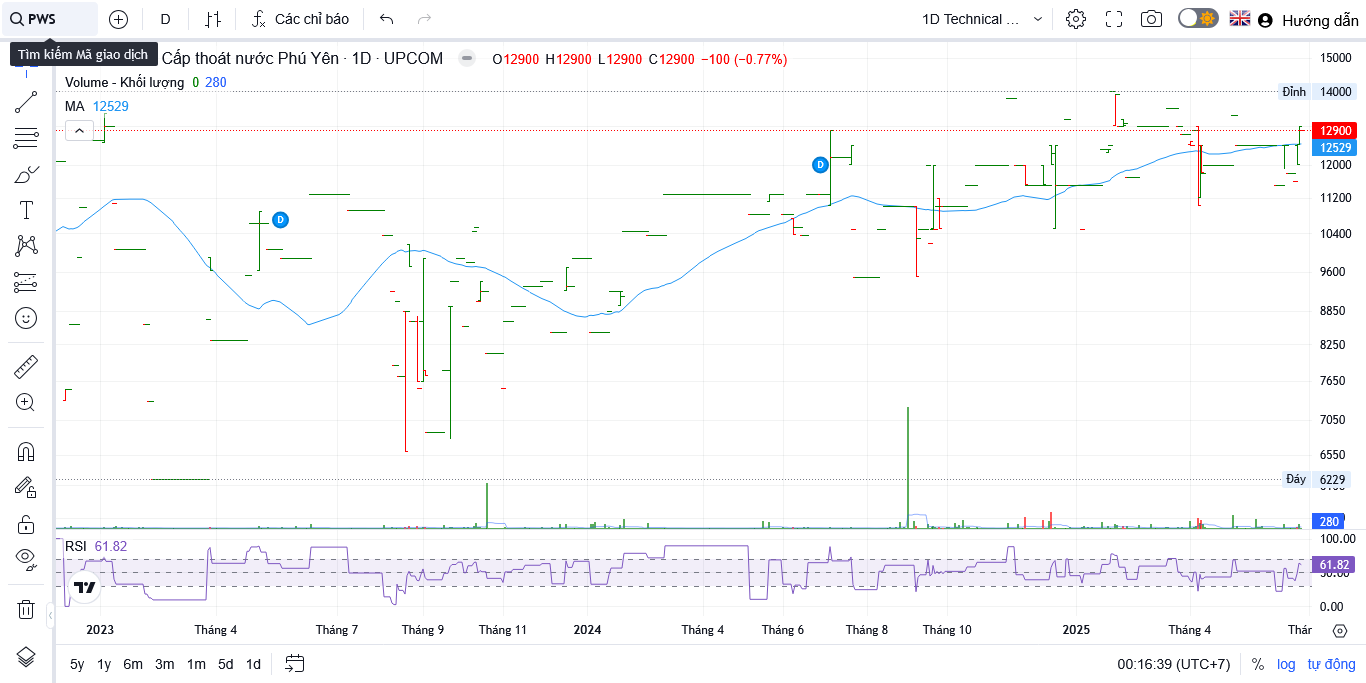 PWS D Các chỉ báo 1D Technical ... Hướng dẫn
Tìm kiếm Mã giao dịch
Cấp thoát nước Phú Yên · 1D · UPCOM O12900 H12900 L12900 C12900 −100 (−0.77%)
Volume - Khối lượng 0 280
MA 12529
15000
Đỉnh 14000
12900
12529
12000
D
11200
D
10400
9600
8850
8250
7650
7050
6550
Đáy 6229
280
100.00
RSI 61.82
61.82
50.00
0.00
2023 Tháng 4 Tháng 7 Tháng 9 Tháng 11 2024 Tháng 4 Tháng 6 Tháng 8 Tháng 10 2025 Tháng 4 Thár
5y 1y 6m 3m 1m 5d 1d 00:16:39 (UTC+7) % log tự động